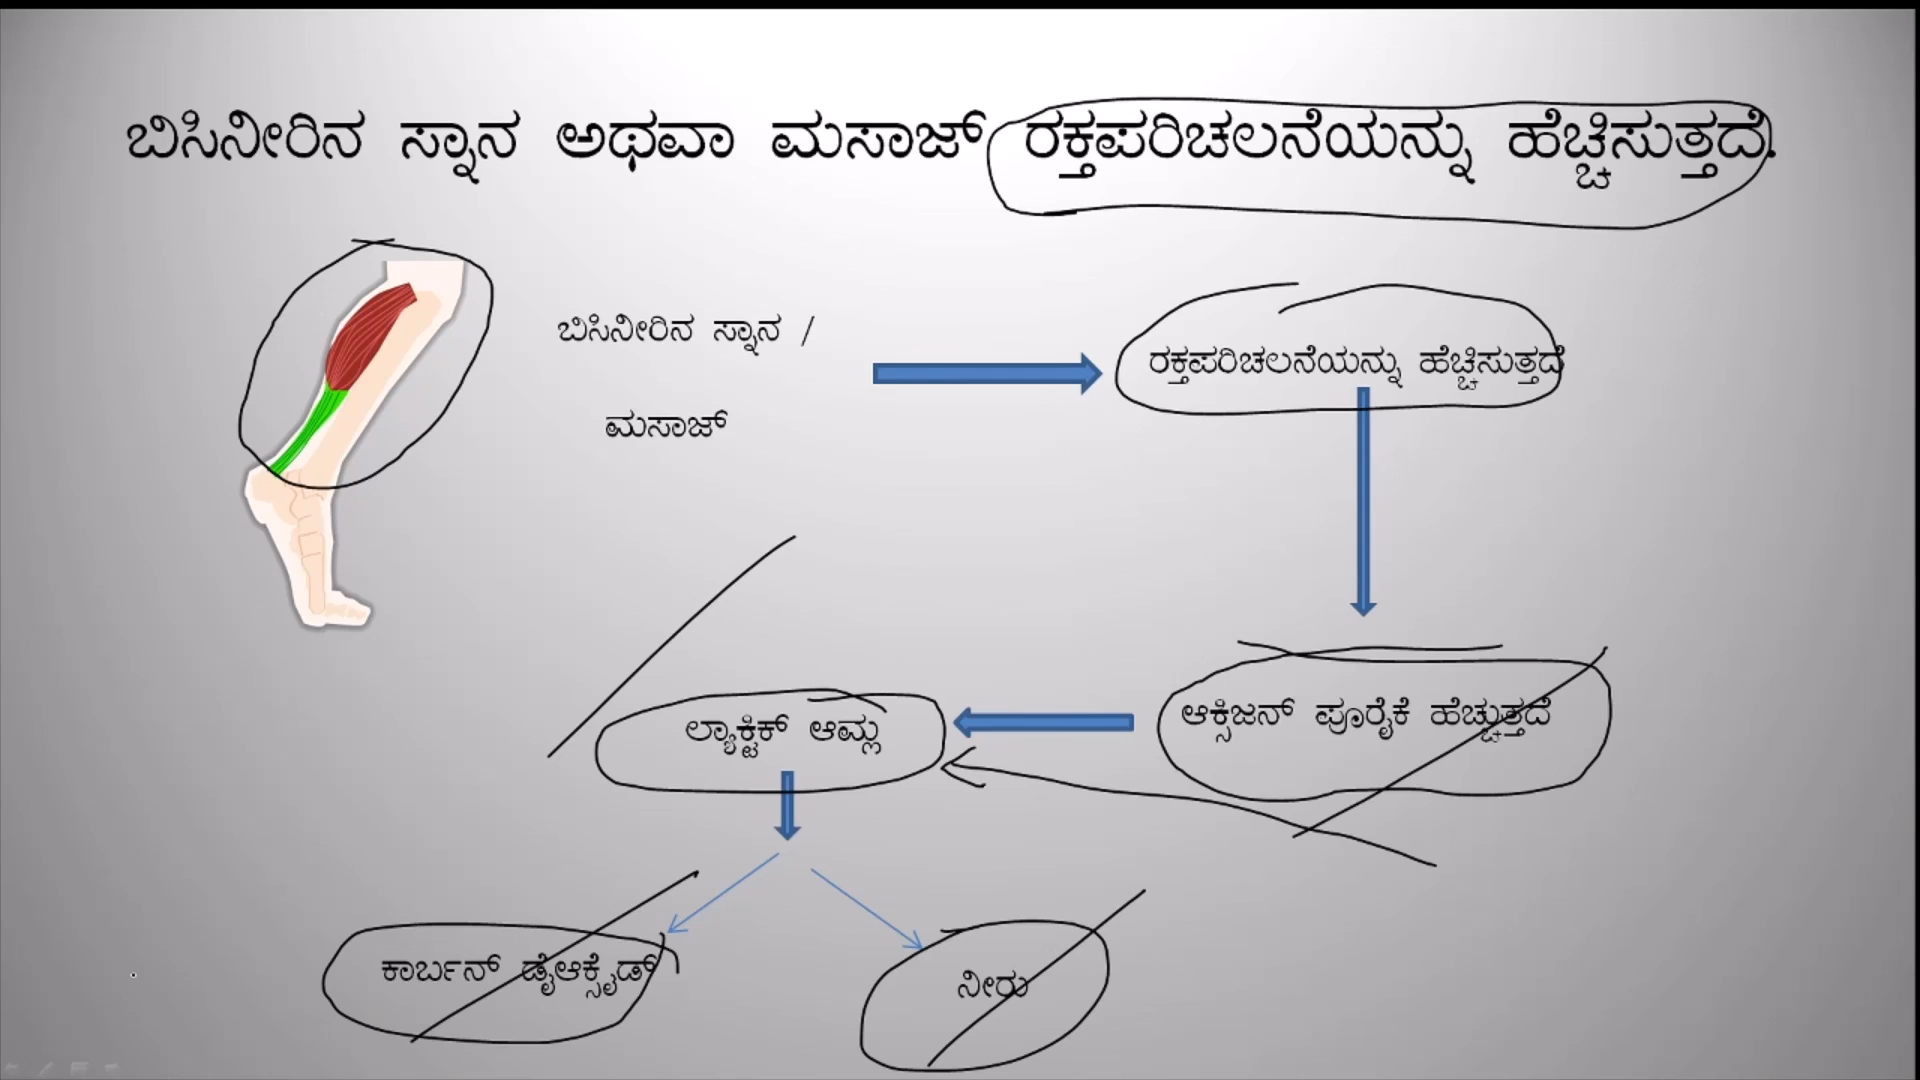 ಬಿಸಿನೀರಿನ ಸ್ನಾನ ಅಥವಾ ಮಸಾಜ್ ರಕ್ತಪರಿಚಲನೆಯನ್ನು ಹೆಚ್ಚಿಸುತ್ತದೆ.
ಬಿಸಿನೀರಿನ ಸ್ನಾನ /
ಮಸಾಜ್
ರಕ್ತಪರಿಚಲನೆಯನ್ನು ಹೆಚ್ಚಿಸುತ್ತದೆ
ಆಕ್ಸಿಜನ್ ಪೂರೈಕೆ ಹೆಚ್ಚುತ್ತದೆ
ಲ್ಯಾಕ್ಟಿಕ್ ಆಮ್ಲ
ಕಾರ್ಬನ್ ಡೈಆಕ್ಸೈಡ್
ನೀರು